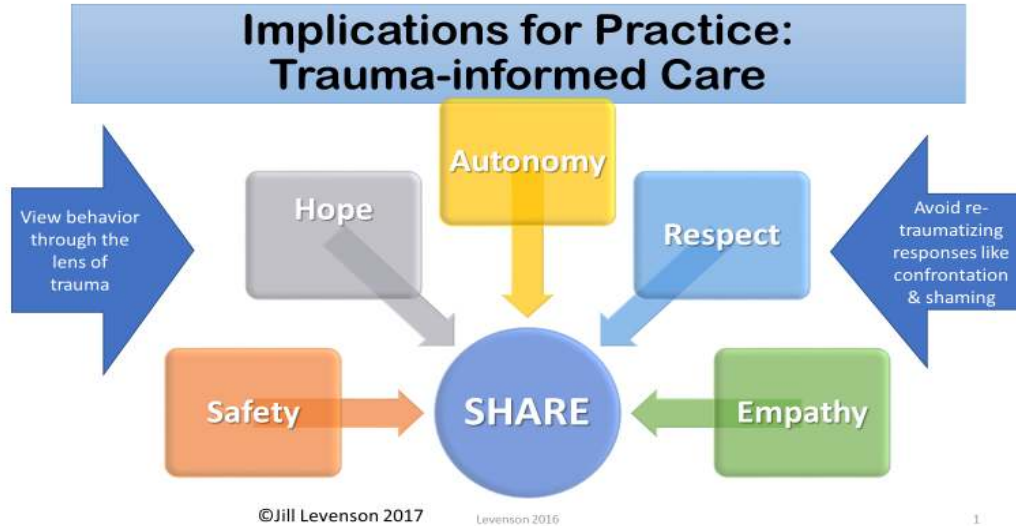 Implications for Practice:
Trauma-informed Care
View behavior
through the
lens of
trauma
Safety
Hope
Autonomy
Respect
Empathy
SHARE
Avoid re-
traumatizing
responses like
confrontation
& shaming
©Jill Levenson 2017
Levenson 2016
1